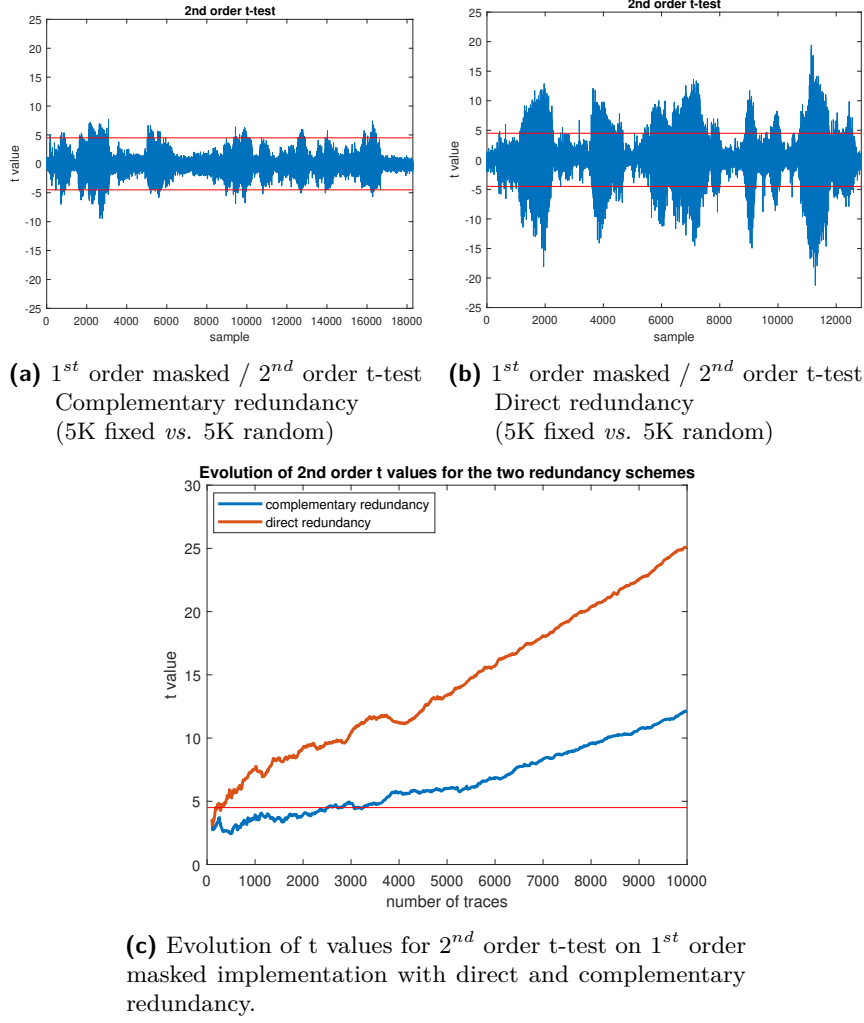 2nd order t-test
25
20
15
10
5
0
-5
-10
-15
-20
-25
t value
0 2000 4000 6000 8000 10000 12000 14000 16000 18000
sample
2nd order t-test
25
20
15
10
5
0
-5
-10
-15
-20
-25
t value
0 2000 4000 6000 8000 10000 12000
sample
(a) 1st order masked / 2nd order t-test
Complementary redundancy
(5K fixed vs. 5K random)
(b) 1st order masked / 2nd order t-test
Direct redundancy
(5K fixed vs. 5K random)
Evolution of 2nd order t values for the two redundancy schemes
30
25
20
15
10
5
0
t value
complementary redundancy
direct redundancy
0 1000 2000 3000 4000 5000 6000 7000 8000 9000 10000
number of traces
(c) Evolution of t values for 2nd order t-test on 1st order
masked implementation with direct and complementary
redundancy.